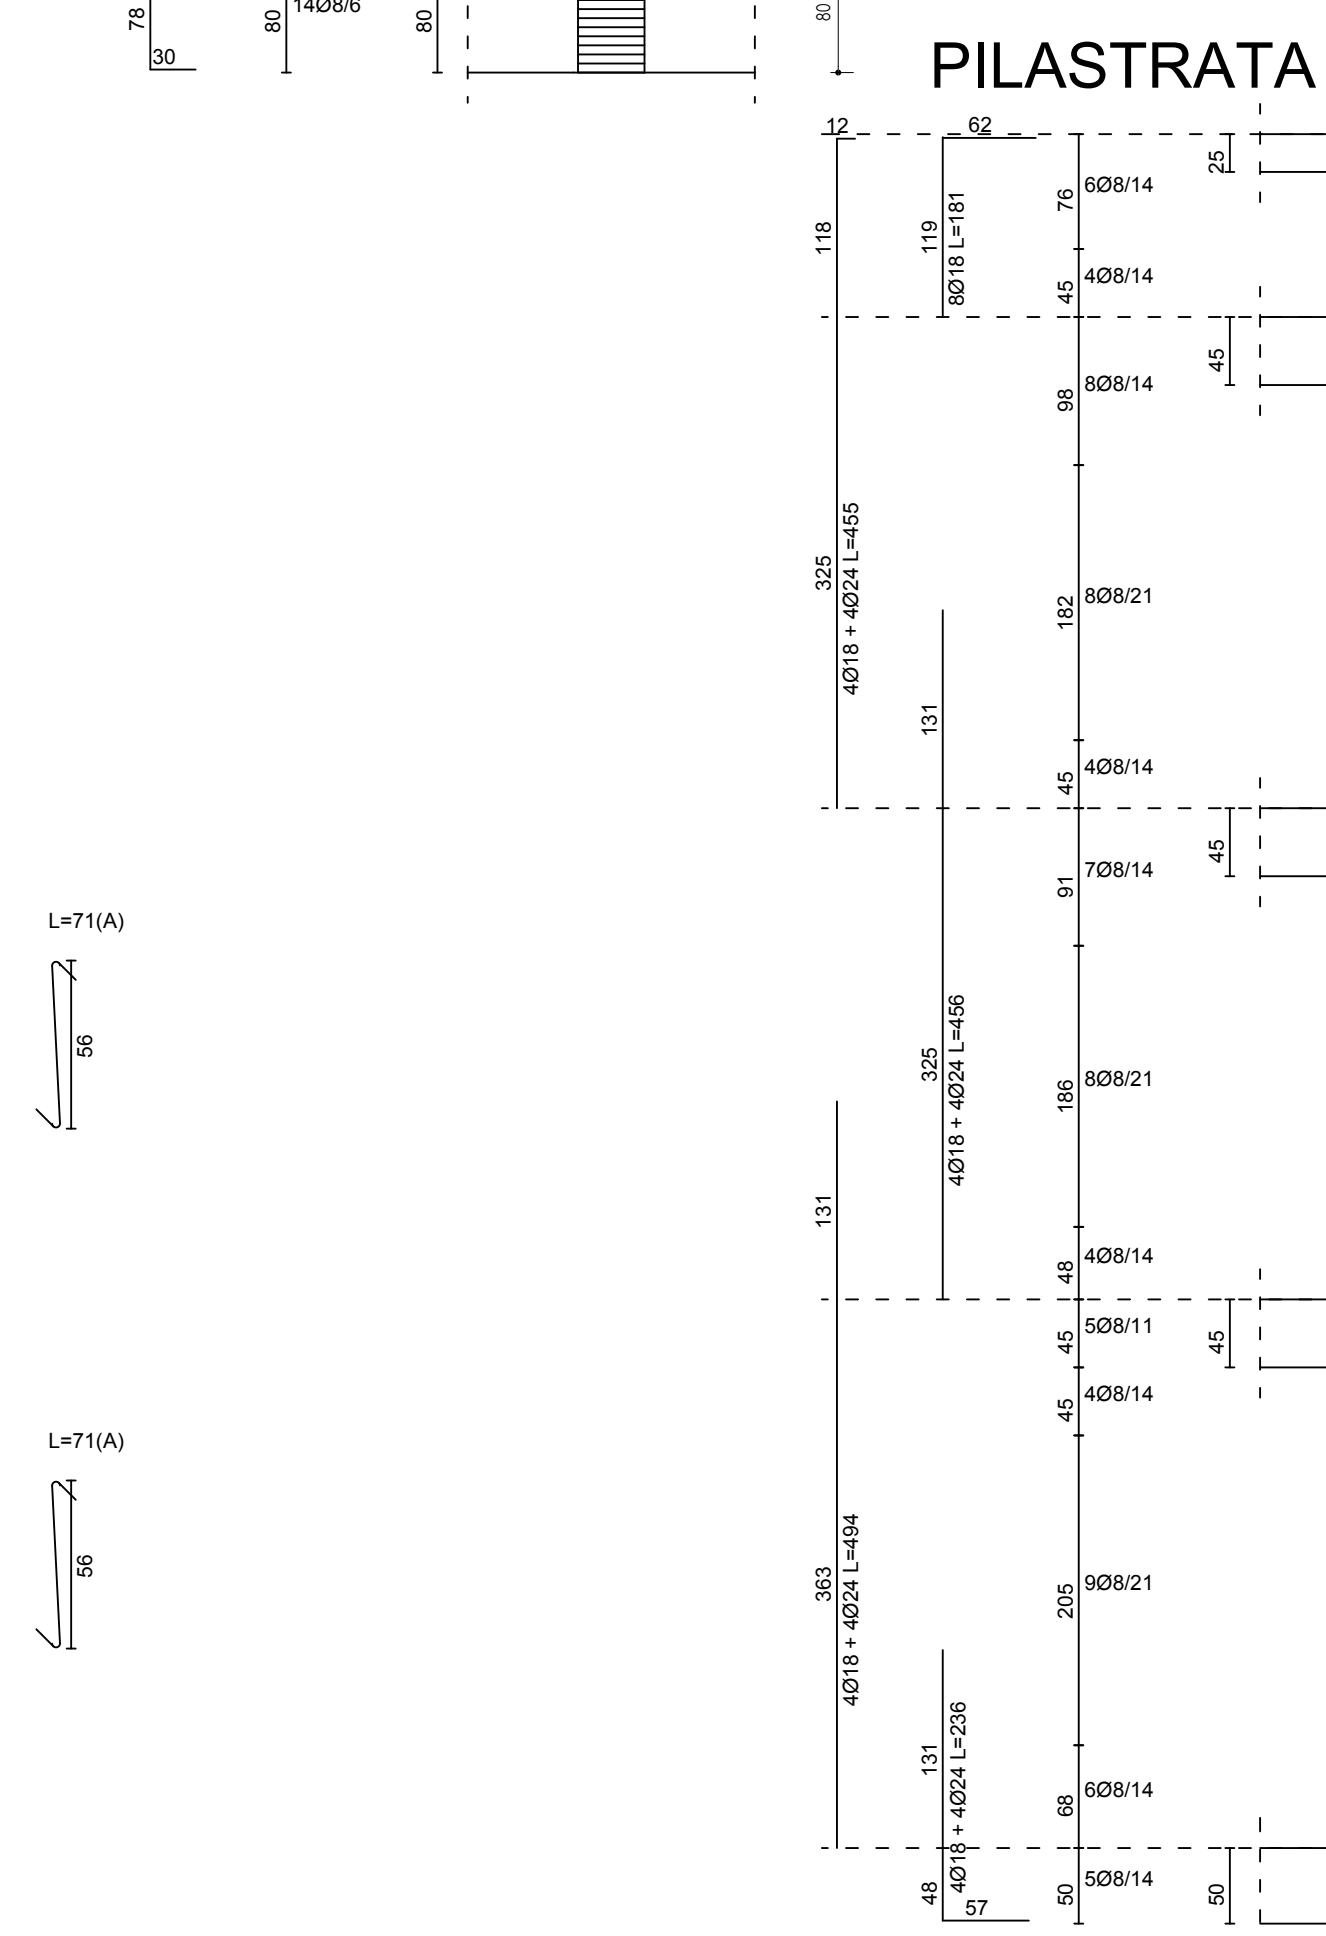 78
30
80
14Ø8/6
80
80
PILASTRATA
12
62
118
119
8Ø18 L=181
76
6Ø8/14
25
45
4Ø8/14
98
8Ø8/14
45
325
4Ø18 + 4Ø24 L=455
182
8Ø8/21
131
45
4Ø8/14
91
7Ø8/14
45
L=71(A)
56
325
4Ø18 + 4Ø24 L=456
186
8Ø8/21
131
48
4Ø8/14
45
5Ø8/11
45
45
4Ø8/14
L=71(A)
56
363
4Ø18 + 4Ø24 L=494
205
9Ø8/21
131
4Ø18 + 4Ø24 L=236
68
6Ø8/14
48
57
50
5Ø8/14
50